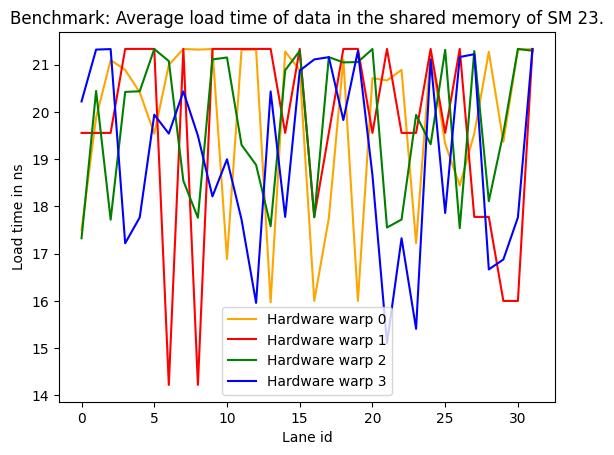 Benchmark: Average load time of data in the shared memory of SM 23.
21
20
19
18
17
16
15
14
Load time in ns
Hardware warp 0
Hardware warp 1
Hardware warp 2
Hardware warp 3
0 5 10 15 20 25 30
Lane id